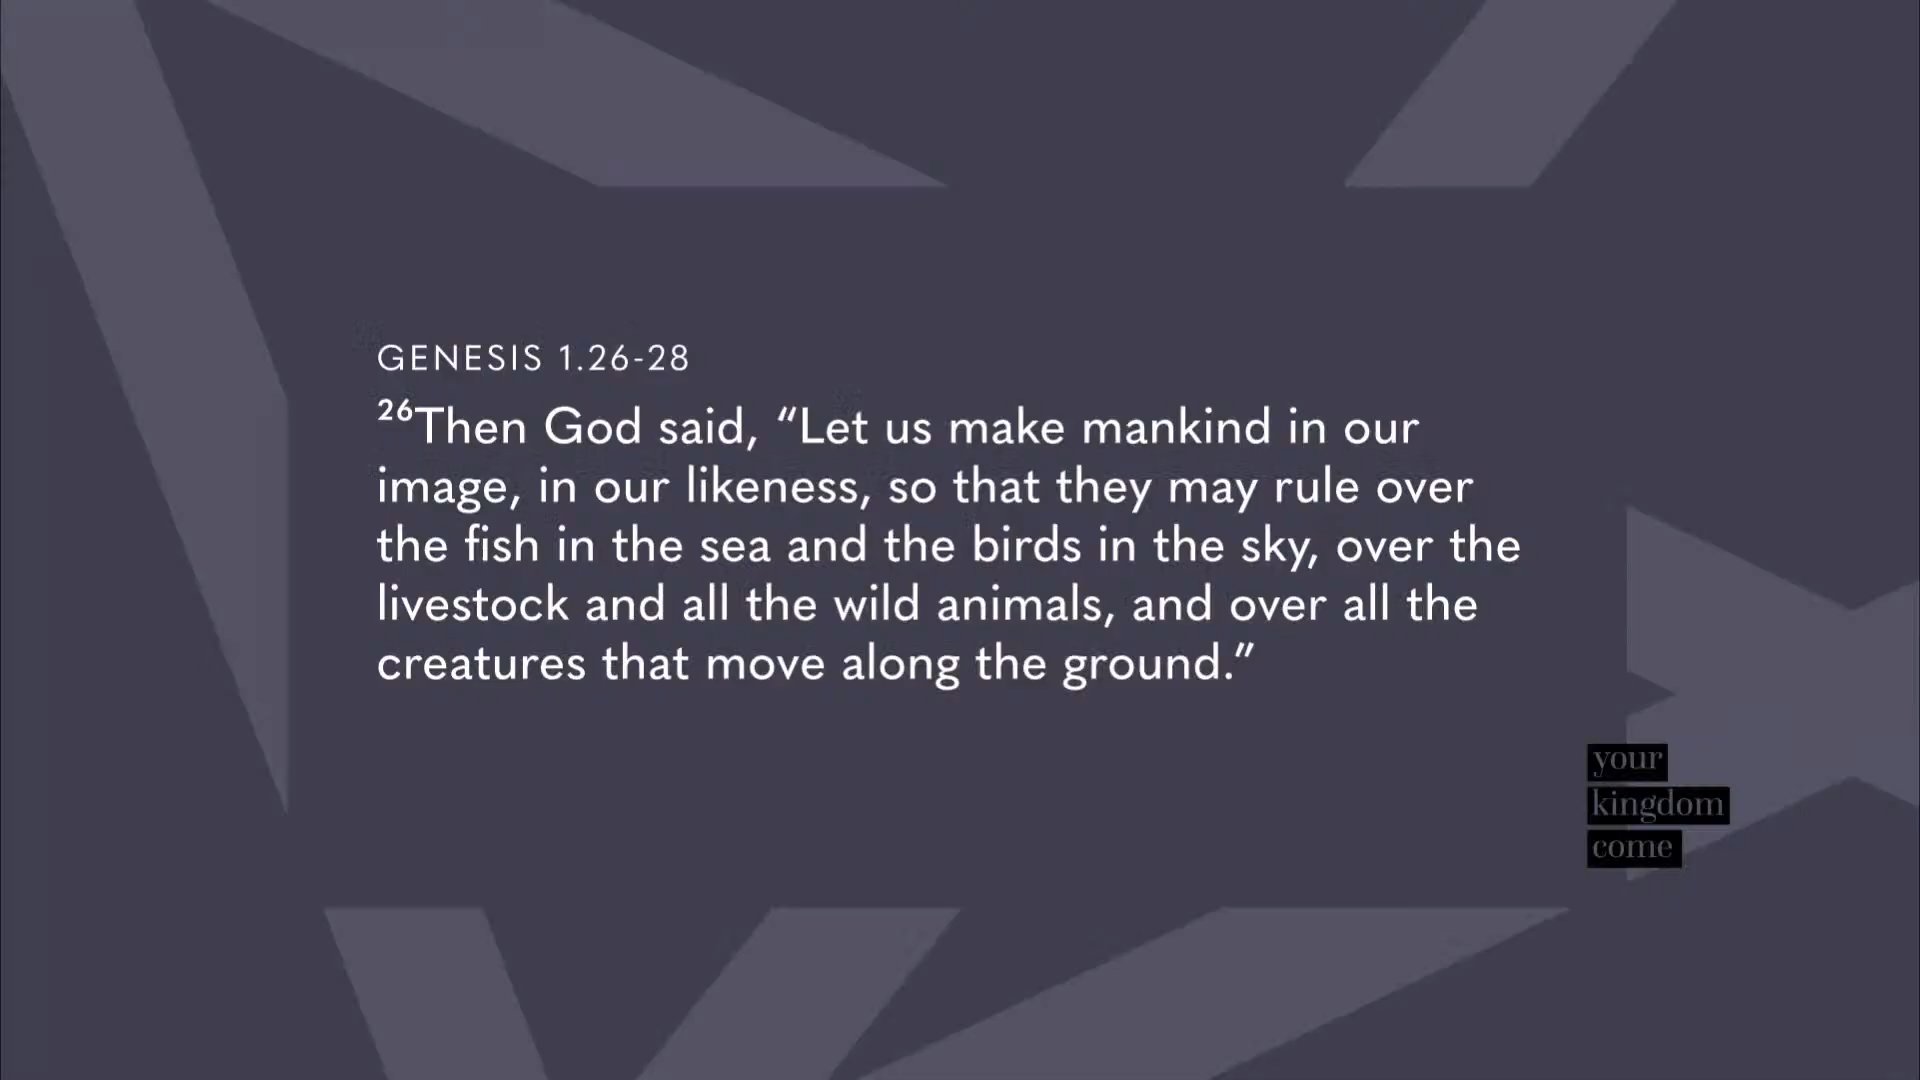 GENESIS 1.26-28
²⁶Then God said, “Let us make mankind in our
image, in our likeness, so that they may rule over
the fish in the sea and the birds in the sky, over the
livestock and all the wild animals, and over all the
creatures that move along the ground.”
your
kingdom
come